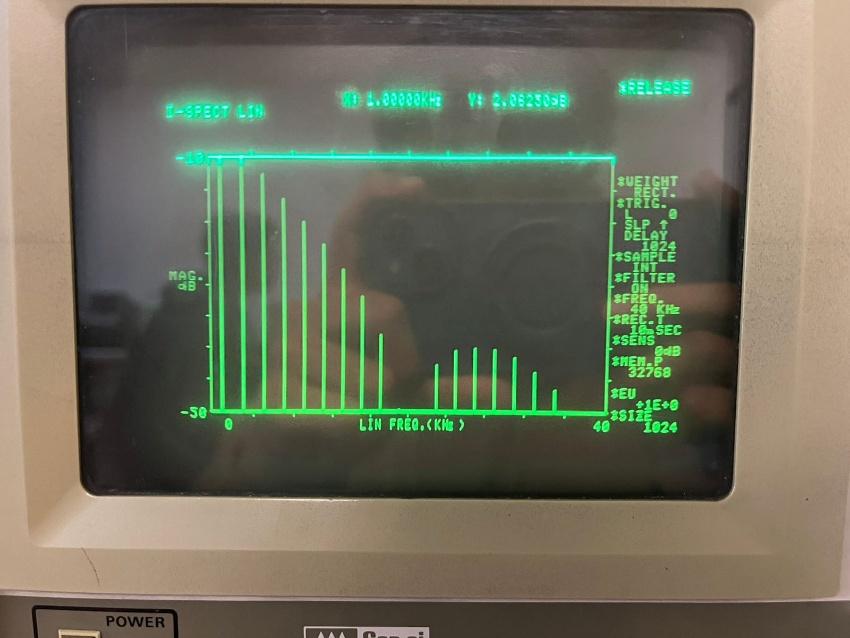 *RELEASE
X: 1.00000KHz Y: 2.06250dB
I-SPECT LIN
-10
*WEIGHT
RECT.
*TRIG.
L 0
SLP ↑
DELAY
1024
*SAMPLE
INT
*FILTER
ON
*FREQ.
40 KHz
*REC.T
10mSEC
*SENS
0dB
*MEM.P
32768
*EU
+1E+0
*SIZE
1024
MAG.
dB
-50
0 LIN FREQ.(KHz) 40
POWER